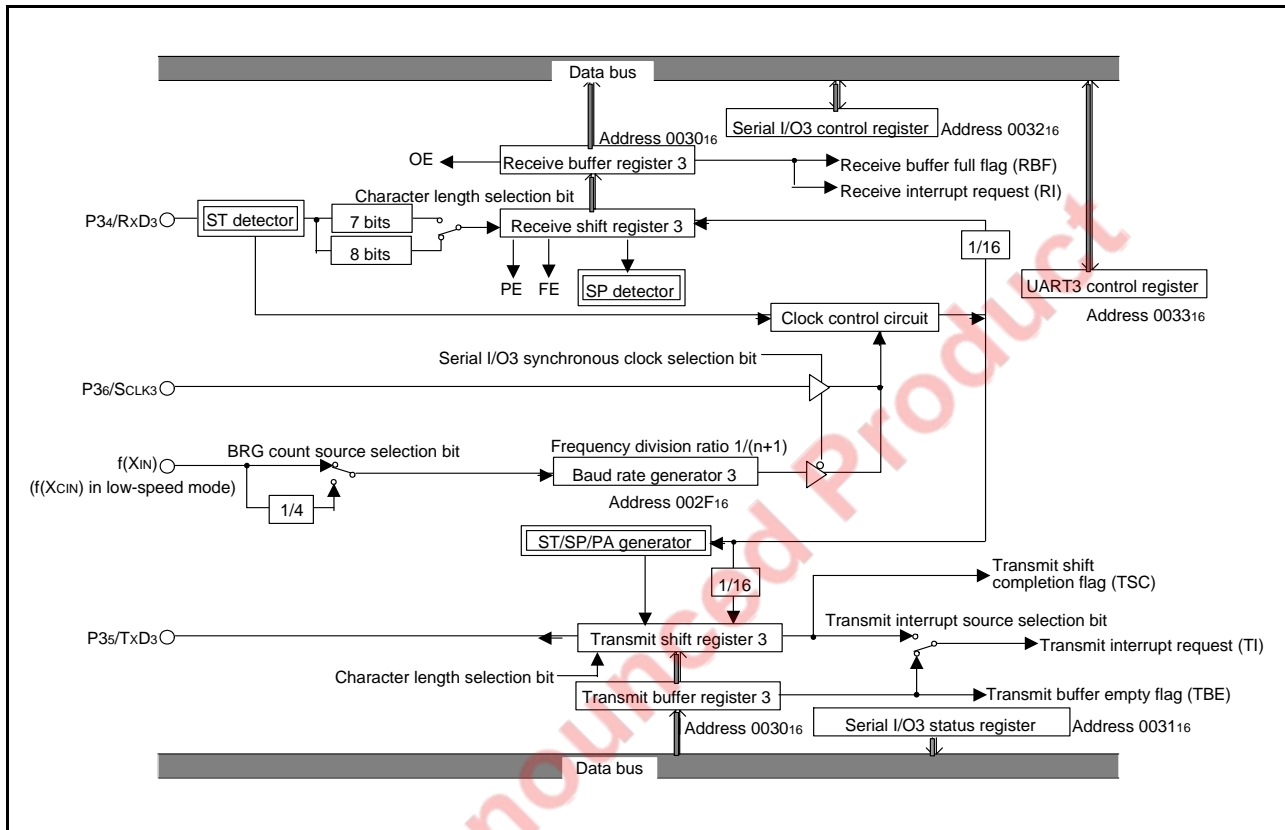 Data bus
Serial I/O3 control register
Address 003216
Address 003016
OE
Receive buffer register 3
Receive buffer full flag (RBF)
Receive interrupt request (RI)
Character length selection bit
P34/RXD3
ST detector
7 bits
8 bits
Receive shift register 3
1/16
PE
FE
SP detector
UART3 control register
Address 003316
Clock control circuit
Serial I/O3 synchronous clock selection bit
P36/SCLK3
BRG count source selection bit
Frequency division ratio 1/(n+1)
f(XIN)
(f(XCIN) in low-speed mode)
1/4
Baud rate generator 3
Address 002F16
ST/SP/PA generator
1/16
Transmit shift
completion flag (TSC)
Transmit interrupt source selection bit
P35/TXD3
Transmit shift register 3
Transmit interrupt request (TI)
Character length selection bit
Transmit buffer register 3
Transmit buffer empty flag (TBE)
Address 003016
Serial I/O3 status register
Address 003116
Data bus
nounced Product